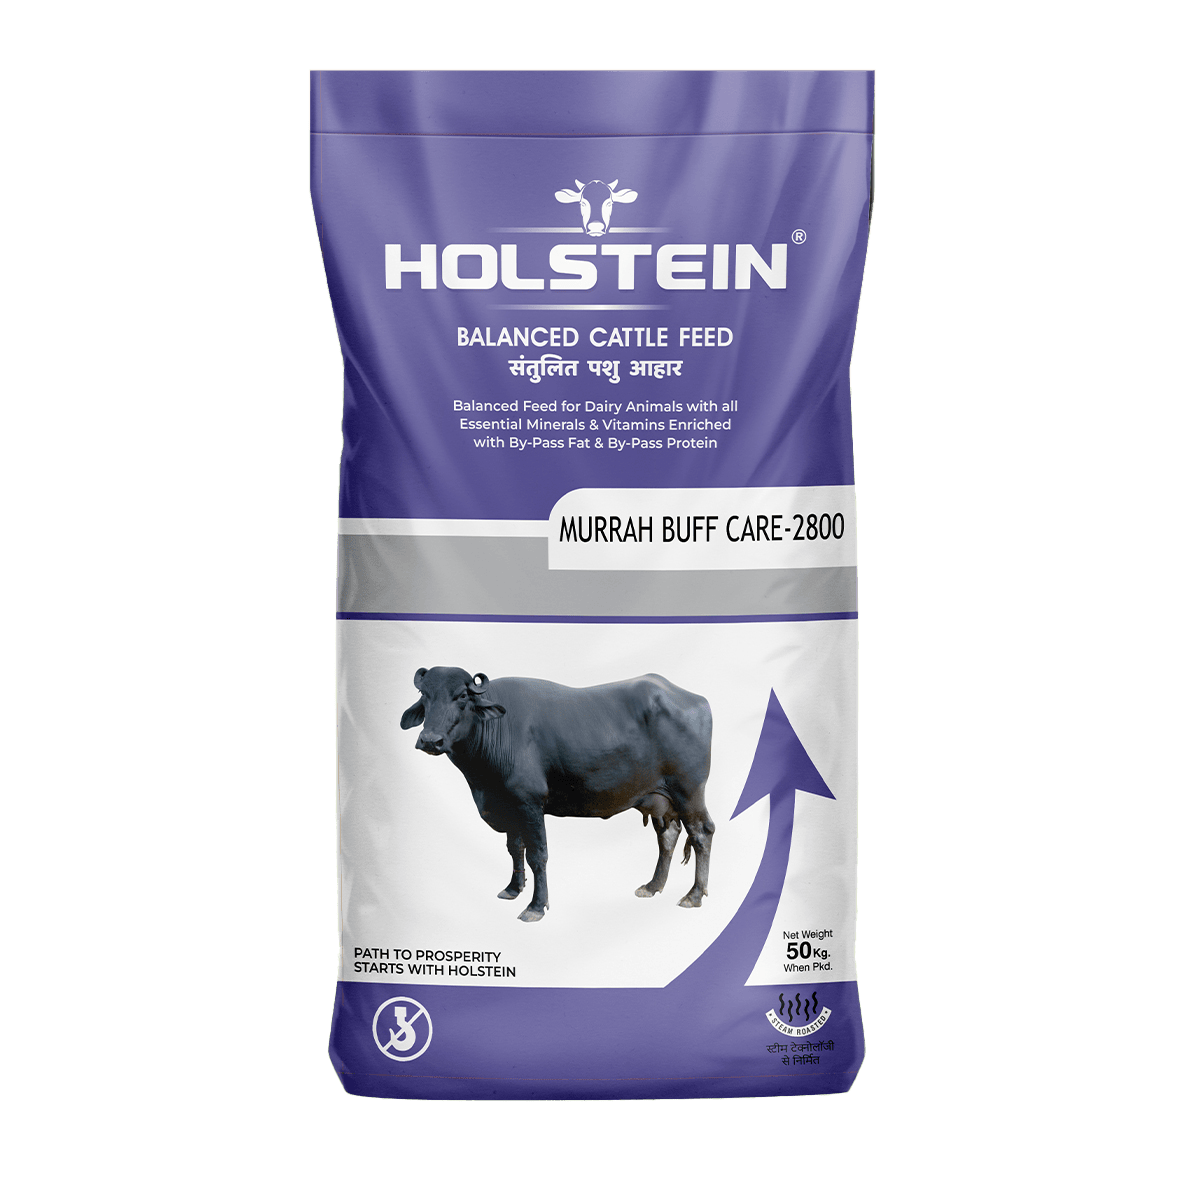 HOLSTEIN®
BALANCED CATTLE FEED
संतुलित पशु आहार
Balanced Feed for Dairy Animals with all
Essential Minerals & Vitamins Enriched
with By-Pass Fat & By-Pass Protein
MURRAH BUFF CARE-2800
PATH TO PROSPERITY
STARTS WITH HOLSTEIN
Net Weight
50 Kg.
When Pkd.
• STEAM ROASTED •
स्टीम टेक्नोलॉजी
से निर्मित